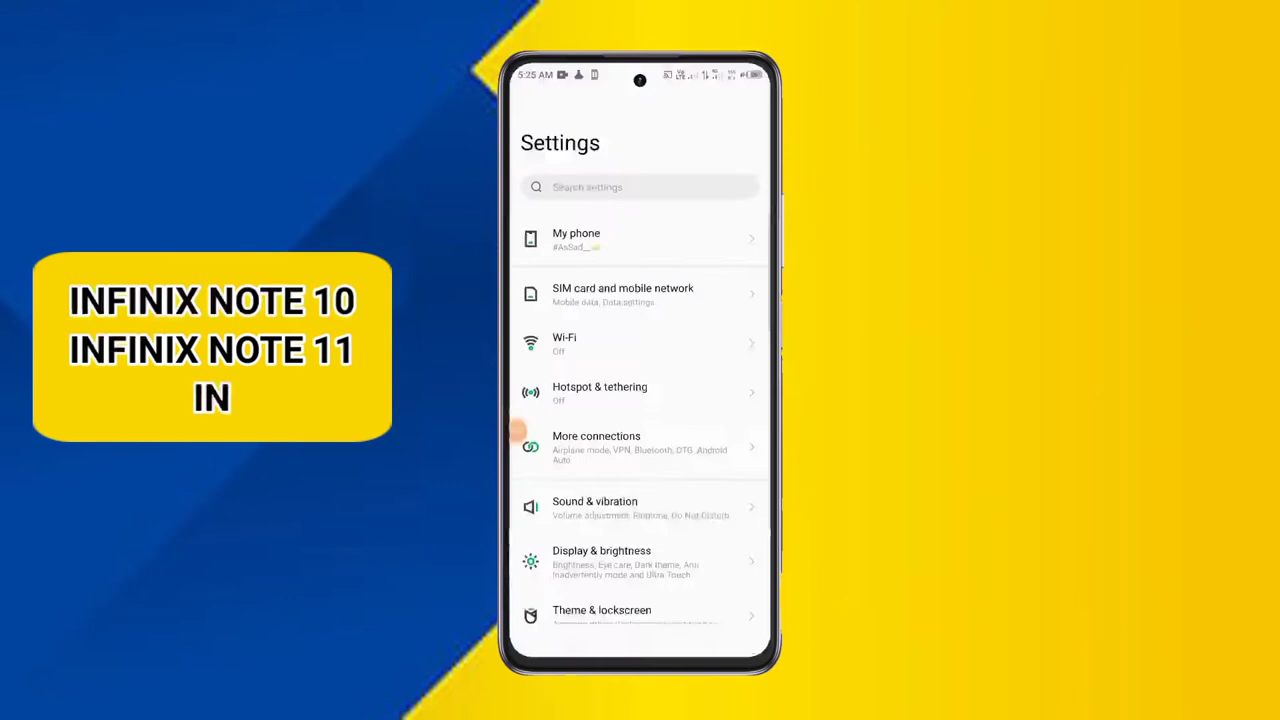 INFINIX NOTE 10
INFINIX NOTE 11
IN
5:25 AM
Settings
Search settings
My phone
#AsSad__
SIM card and mobile network
Mobile data, Data settings
Wi-Fi
Off
Hotspot & tethering
Off
More connections
Airplane mode, VPN, Bluetooth, OTG ,Android
Auto
Sound & vibration
Volume adjustment, Ringtone, Do Not Disturb
Display & brightness
Brightness, Eye care, Dark theme, Anti
Inadvertently mode and Ultra Touch
Theme & lockscreen